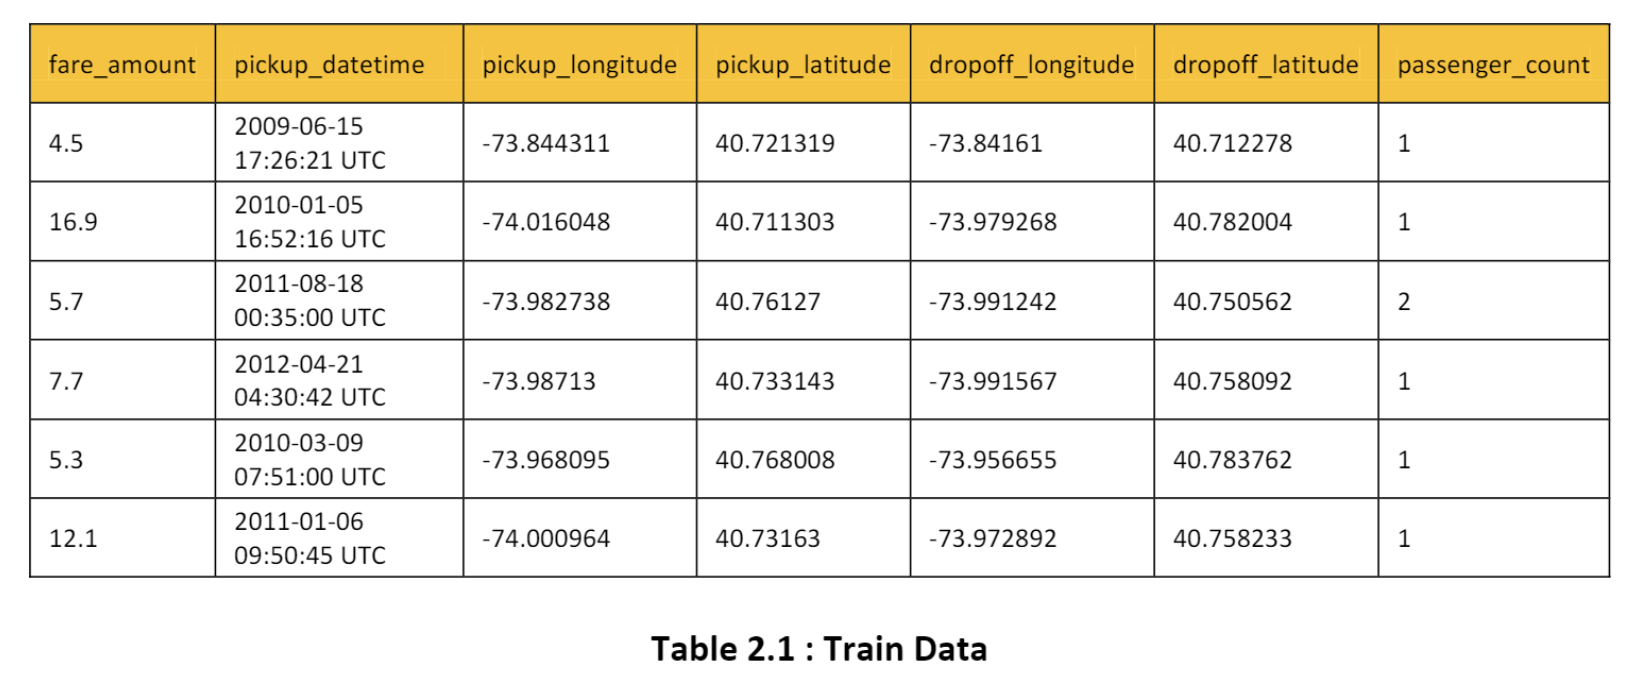 fare_amount pickup_datetime pickup_longitude pickup_latitude dropoff_longitude dropoff_latitude passenger_count
4.5 2009-06-15 17:26:21 UTC -73.844311 40.721319 -73.84161 40.712278 1
16.9 2010-01-05 16:52:16 UTC -74.016048 40.711303 -73.979268 40.782004 1
5.7 2011-08-18 00:35:00 UTC -73.982738 40.76127 -73.991242 40.750562 2
7.7 2012-04-21 04:30:42 UTC -73.98713 40.733143 -73.991567 40.758092 1
5.3 2010-03-09 07:51:00 UTC -73.968095 40.768008 -73.956655 40.783762 1
12.1 2011-01-06 09:50:45 UTC -74.000964 40.73163 -73.972892 40.758233 1
Table 2.1 : Train Data